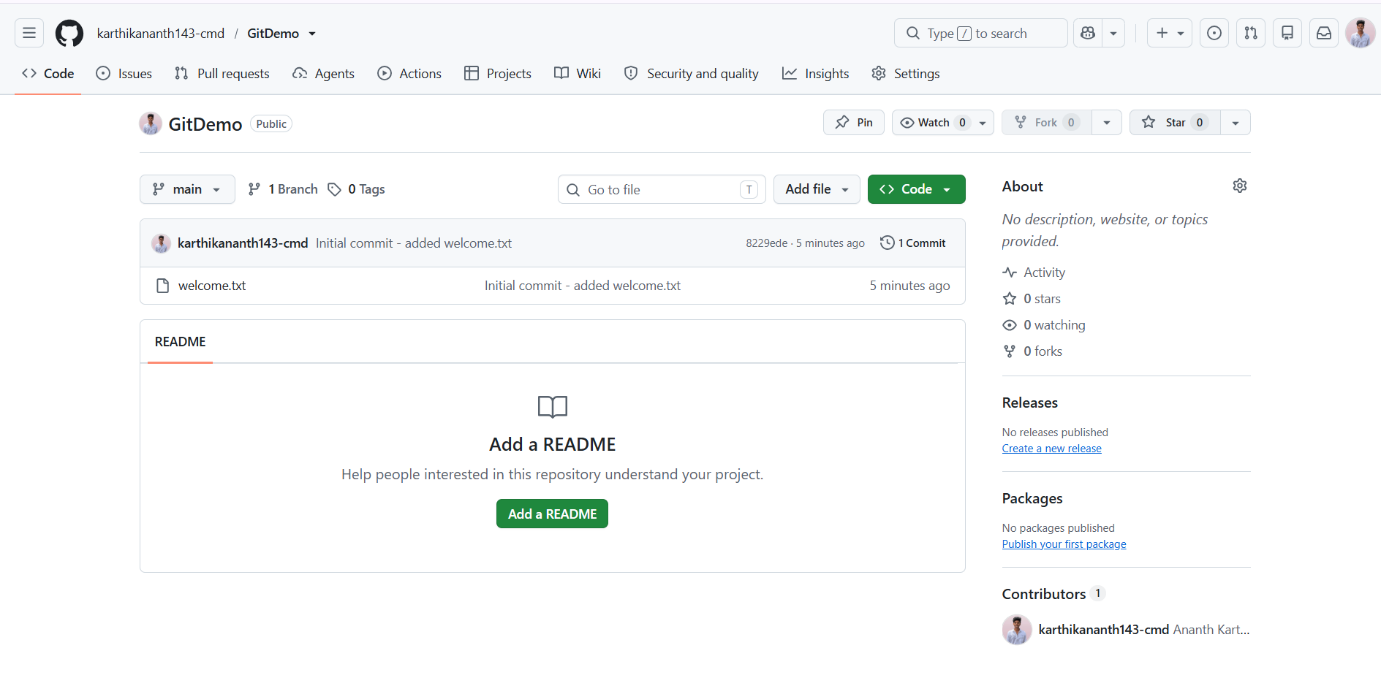 karthikananth143-cmd / GitDemo
Type / to search
Code Issues Pull requests Agents Actions Projects Wiki Security and quality Insights Settings
GitDemo Public
Pin Watch 0 Fork 0 Star 0
main 1 Branch 0 Tags Go to file T Add file Code
karthikananth143-cmd Initial commit - added welcome.txt 8229ede · 5 minutes ago 1 Commit
welcome.txt Initial commit - added welcome.txt 5 minutes ago
README
Add a README
Help people interested in this repository understand your project.
Add a README
About
No description, website, or topics
provided.
Activity
0 stars
0 watching
0 forks
Releases
No releases published
Create a new release
Packages
No packages published
Publish your first package
Contributors 1
karthikananth143-cmd Ananth Kart...